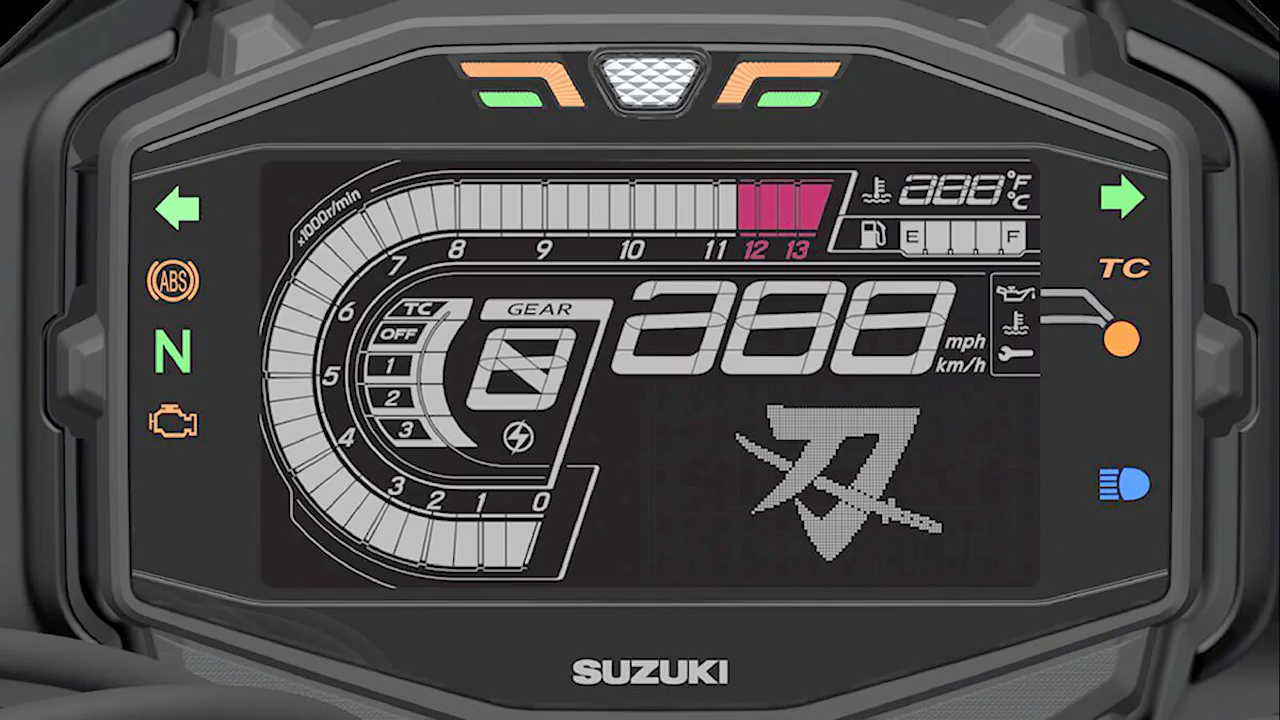 ×1000r/min
8 9 10 11 12 13
888 °F °C
E F
7
6
5
4
3 2 1 0
TC
OFF
1
2
3
GEAR
8
888
mph
km/h
刀
ABS
N
TC
SUZUKI